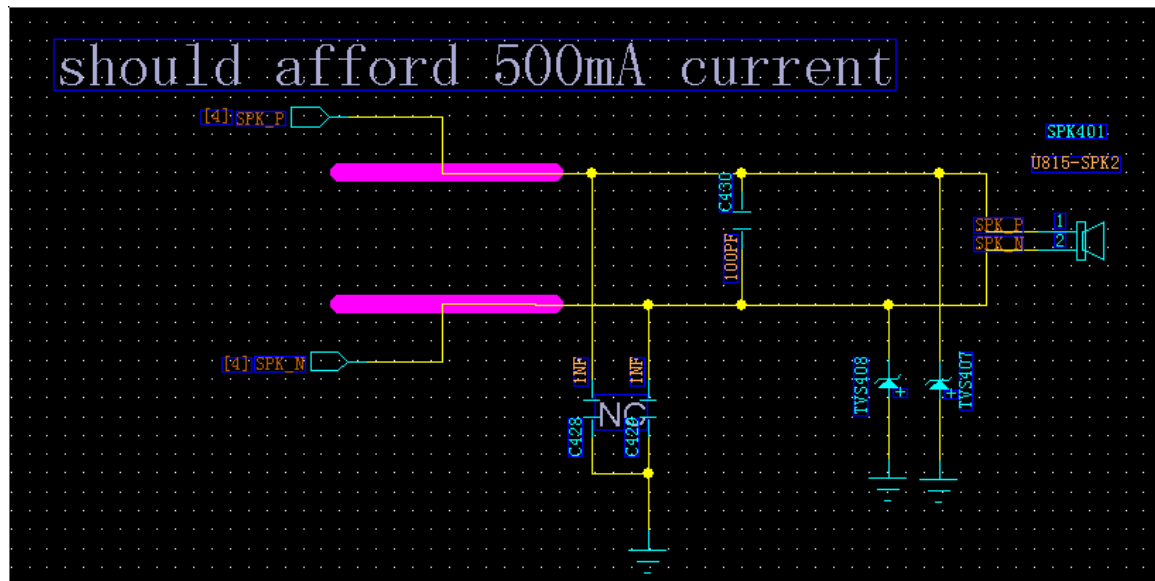 should afford 500mA current
[4] SPK_P
SPK401
U815-SPK2
C430
100PF
SPK_P 1
SPK_N 2
[4] SPK_N
1NF
1NF
NC
C428
C429
TVS408
+
TVS407
+